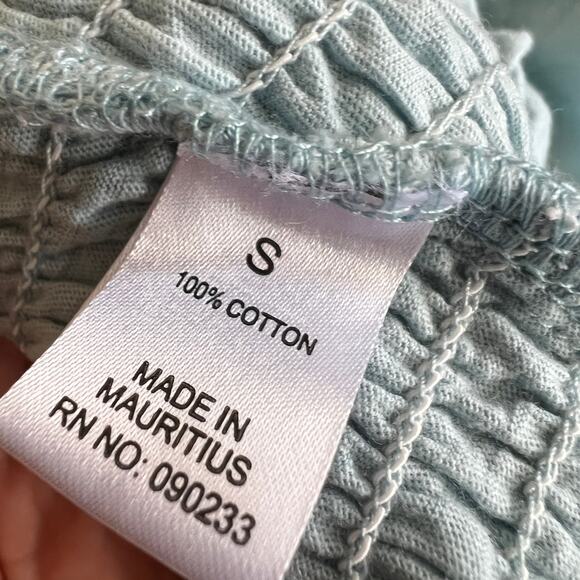 S
100% COTTON
MADE IN
MAURITIUS
RN NO: 090233